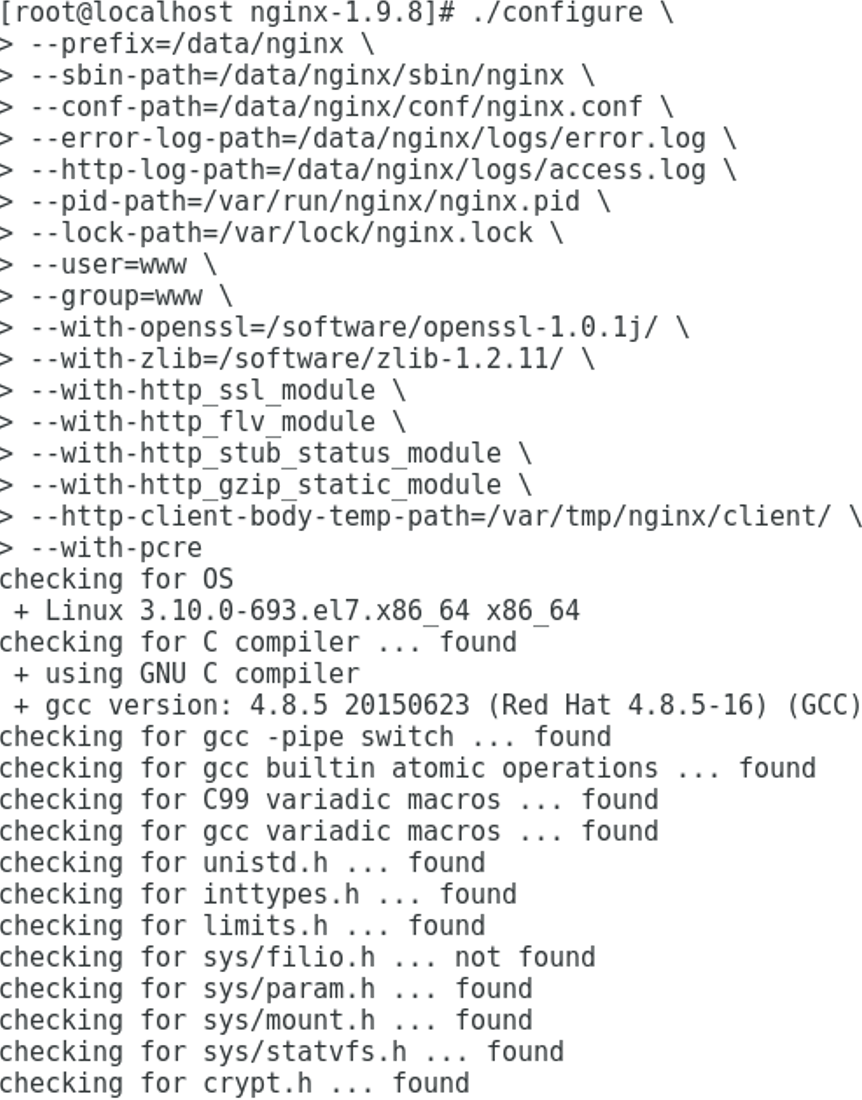 [root@localhost nginx-1.9.8]# ./configure \
> --prefix=/data/nginx \
> --sbin-path=/data/nginx/sbin/nginx \
> --conf-path=/data/nginx/conf/nginx.conf \
> --error-log-path=/data/nginx/logs/error.log \
> --http-log-path=/data/nginx/logs/access.log \
> --pid-path=/var/run/nginx/nginx.pid \
> --lock-path=/var/lock/nginx.lock \
> --user=www \
> --group=www \
> --with-openssl=/software/openssl-1.0.1j/ \
> --with-zlib=/software/zlib-1.2.11/ \
> --with-http_ssl_module \
> --with-http_flv_module \
> --with-http_stub_status_module \
> --with-http_gzip_static_module \
> --http-client-body-temp-path=/var/tmp/nginx/client/ \
> --with-pcre
checking for OS
 + Linux 3.10.0-693.el7.x86_64 x86_64
checking for C compiler ... found
 + using GNU C compiler
 + gcc version: 4.8.5 20150623 (Red Hat 4.8.5-16) (GCC)
checking for gcc -pipe switch ... found
checking for gcc builtin atomic operations ... found
checking for C99 variadic macros ... found
checking for gcc variadic macros ... found
checking for unistd.h ... found
checking for inttypes.h ... found
checking for limits.h ... found
checking for sys/filio.h ... not found
checking for sys/param.h ... found
checking for sys/mount.h ... found
checking for sys/statvfs.h ... found
checking for crypt.h ... found